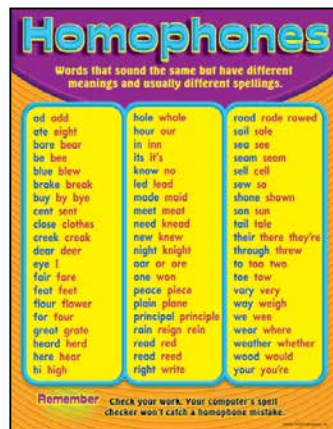 Homophones
Words that sound the same but have different
meanings and usually different spellings.
ad add
ate eight
bare bear
be bee
blue blew
brake break
buy by bye
cent sent
close clothes
creek creak
dear deer
eye I
fair fare
feat feet
flour flower
for four
great grate
heard herd
here hear
hi high
hole whole
hour our
in inn
its it's
know no
led lead
made maid
meet meat
need knead
new knew
night knight
oar or ore
one won
peace piece
plain plane
principal principle
rain reign rein
read red
read reed
right write
road rode rowed
sail sale
sea see
seam seem
sell cell
sew so
shone shown
son sun
tail tale
their there they're
through threw
to too two
toe tow
vary very
way weigh
we wee
wear where
weather whether
wood would
your you're
Remember Check your work. Your computer's spell
checker won't catch a homophone mistake.